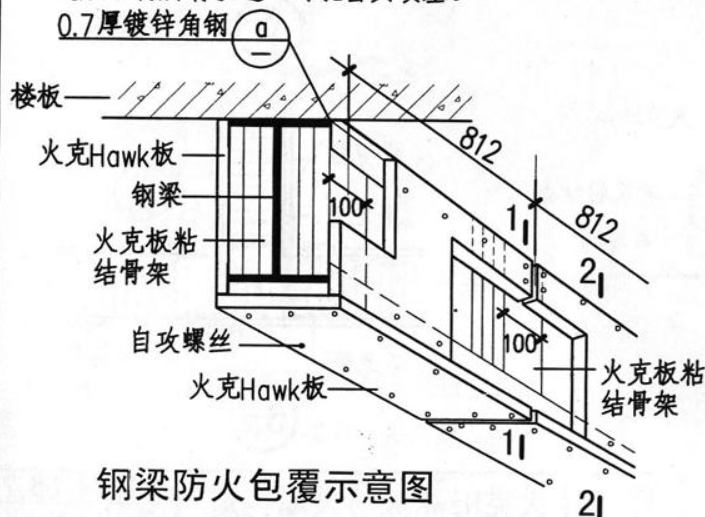 0.7厚镀锌角钢
a
楼板
812
火克Hawk板
钢梁
100
1
812
火克板粘
结骨架
2
自攻螺丝
100
火克板粘
结骨架
火克Hawk板
1
2
钢梁防火包覆示意图